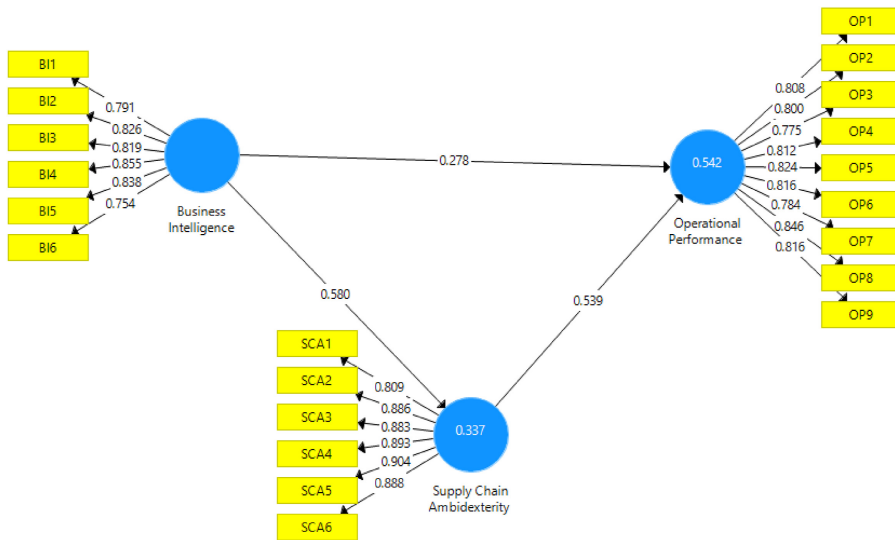 BI1
BI2
BI3
BI4
BI5
BI6
0.791
0.826
0.819
0.855
0.838
0.754
Business
Intelligence
0.278
0.580
0.539
OP1
OP2
OP3
OP4
OP5
OP6
OP7
OP8
OP9
0.808
0.800
0.775
0.812
0.824
0.816
0.784
0.846
0.816
0.542
Operational
Performance
SCA1
SCA2
SCA3
SCA4
SCA5
SCA6
0.809
0.886
0.883
0.893
0.904
0.888
0.337
Supply Chain
Ambidexterity